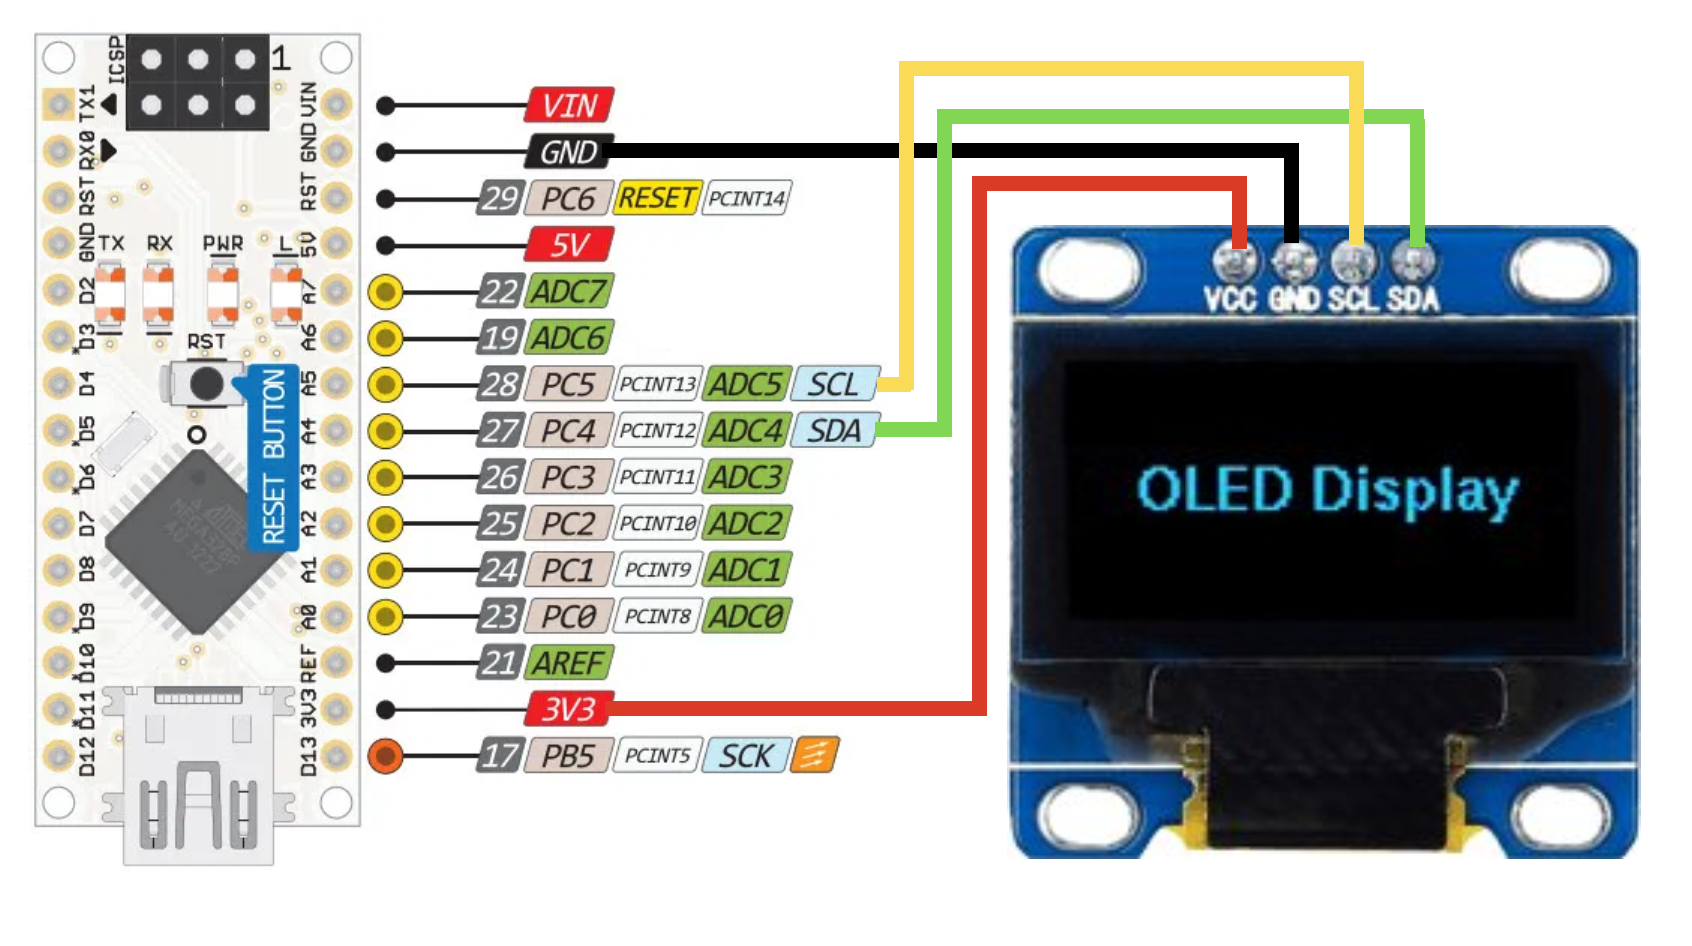 ICSP
1
TX1
RX0
RST
GND
D2
D3
D4
D5
D6
D7
D8
D9
D10
D11
D12
TX RX PWR L
RST
RESET BUTTON
VIN
GND
RST
5V
A7
A6
A5
A4
A3
A2
A1
A0
REF
3V3
D13
VIN
GND
29 PC6 RESET PCINT14
5V
22 ADC7
19 ADC6
28 PC5 PCINT13 ADC5 SCL
27 PC4 PCINT12 ADC4 SDA
26 PC3 PCINT11 ADC3
25 PC2 PCINT10 ADC2
24 PC1 PCINT9 ADC1
23 PC0 PCINT8 ADC0
21 AREF
3V3
17 PB5 PCINT5 SCK
VCC GND SCL SDA
OLED Display